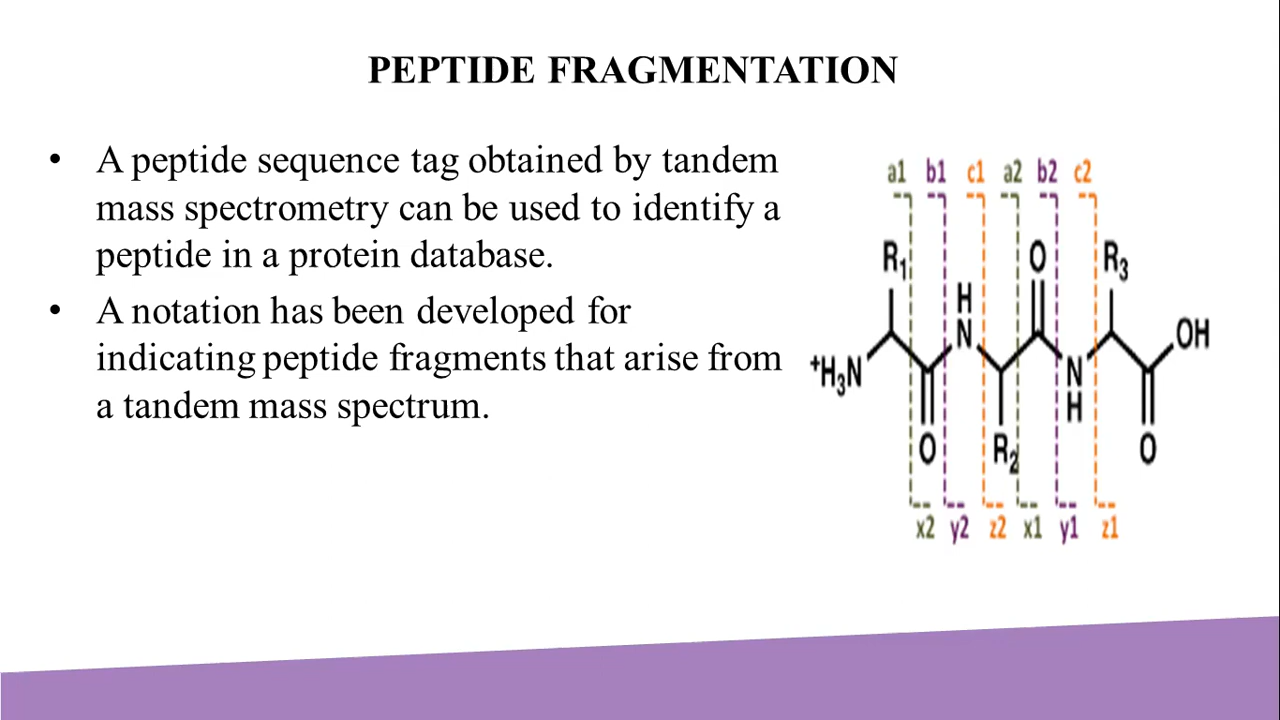 PEPTIDE FRAGMENTATION
• A peptide sequence tag obtained by tandem
mass spectrometry can be used to identify a
peptide in a protein database.
• A notation has been developed for
indicating peptide fragments that arise from
a tandem mass spectrum.
a1 b1 c1 a2 b2 c2
R1 O R3
H
N OH
+H3N N
H
O R2 O
x2 y2 z2 x1 y1 z1